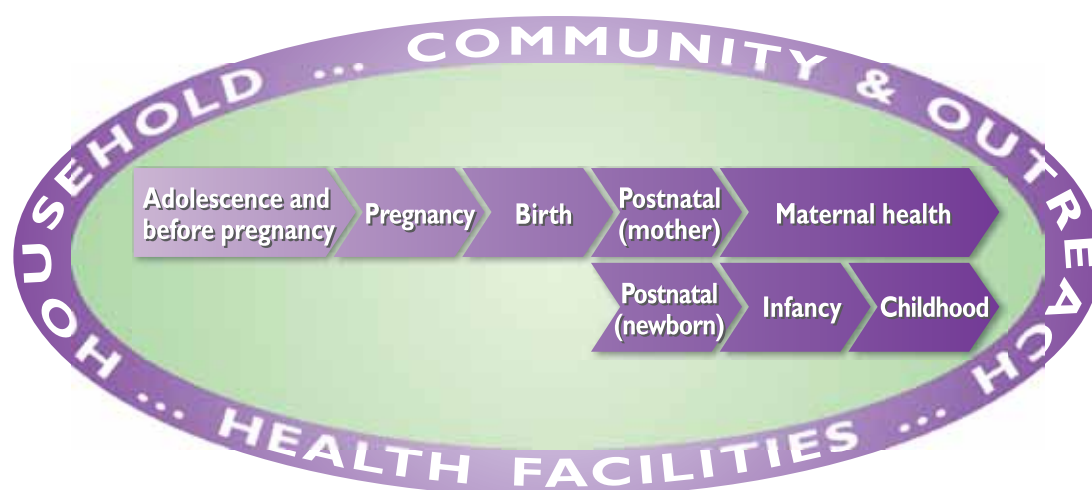 HOUSEHOLD ... COMMUNITY & OUTREACH ... HEALTH FACILITIES ...
Adolescence and
before pregnancy
Pregnancy
Birth
Postnatal
(mother)
Maternal health
Postnatal
(newborn)
Infancy
Childhood